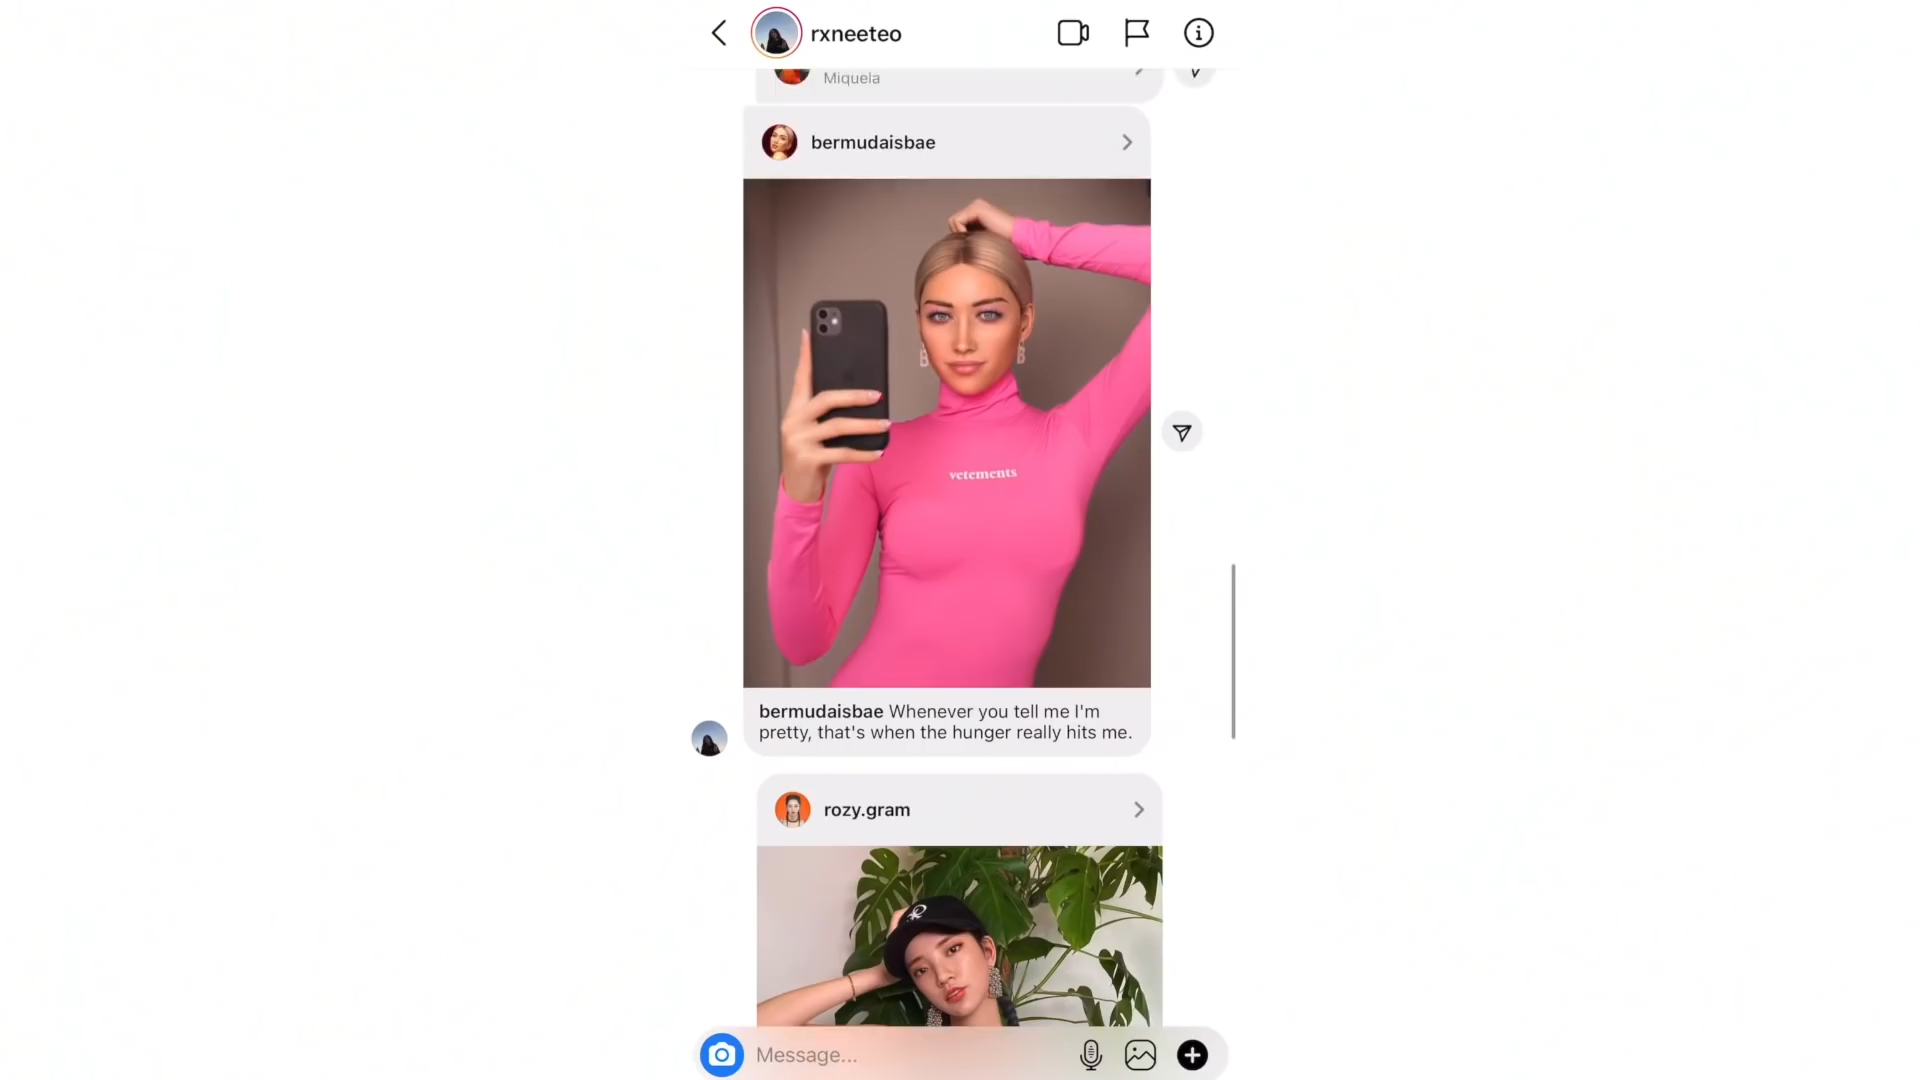 rxneeteo
Miquela
bermudaisbae
vetements
bermudaisbae Whenever you tell me I'm
pretty, that's when the hunger really hits me.
rozy.gram
Message...